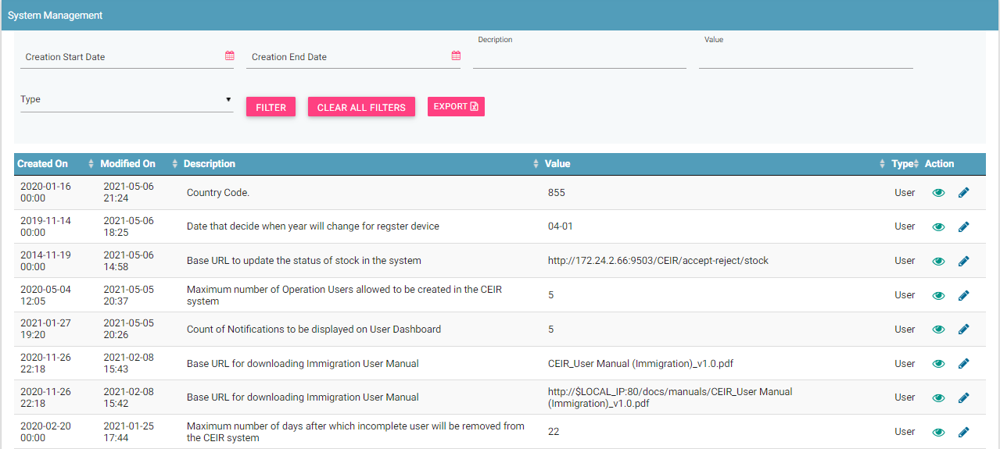 System Management
Decription
Value
Creation Start Date
Creation End Date
Type
FILTER
CLEAR ALL FILTERS
EXPORT
Created On Modified On Description Value Type Action
2020-01-16 00:00 2021-05-06 21:24 Country Code. 855 User
2019-11-14 00:00 2021-05-06 18:25 Date that decide when year will change for regster device 04-01 User
2014-11-19 00:00 2021-05-06 14:58 Base URL to update the status of stock in the system http://172.24.2.66:9503/CEIR/accept-reject/stock User
2020-05-04 12:05 2021-05-05 20:37 Maximum number of Operation Users allowed to be created in the CEIR system 5 User
2021-01-27 19:20 2021-05-05 20:26 Count of Notifications to be displayed on User Dashboard 5 User
2020-11-26 22:18 2021-02-08 15:43 Base URL for downloading Immigration User Manual CEIR_User Manual (Immigration)_v1.0.pdf User
2020-11-26 22:18 2021-02-08 15:42 Base URL for downloading Immigration User Manual http://$LOCAL_IP:80/docs/manuals/CEIR_User Manual (Immigration)_v1.0.pdf User
2020-02-20 00:00 2021-01-25 17:44 Maximum number of days after which incomplete user will be removed from the CEIR system 22 User